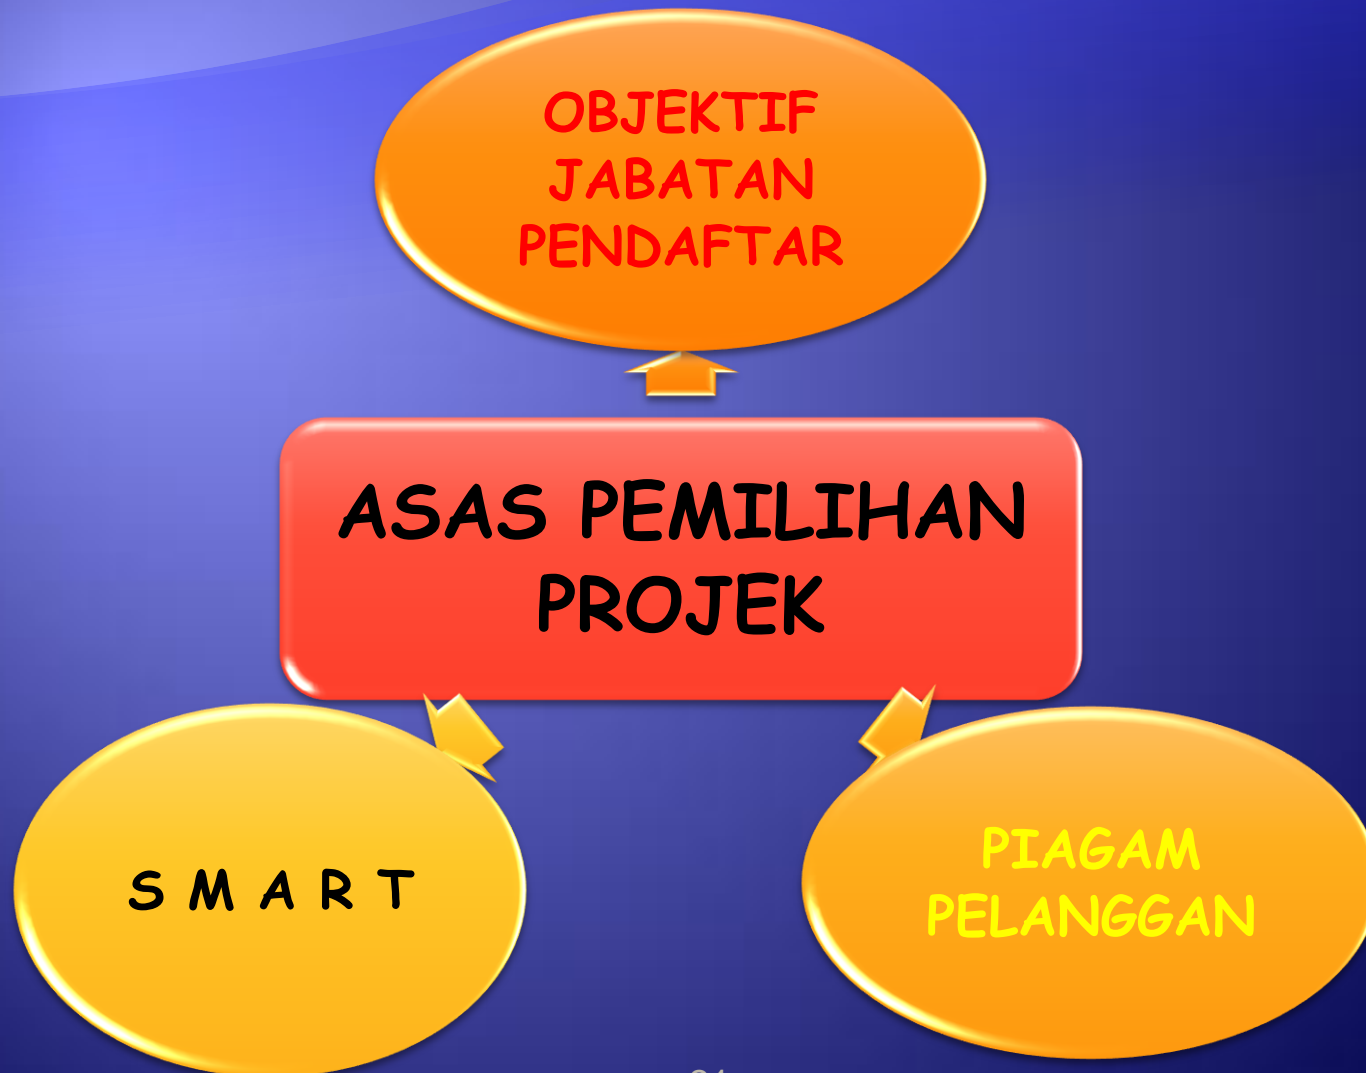 OBJEKTIF
JABATAN
PENDAFTAR
ASAS PEMILIHAN
PROJEK
S M A R T
PIAGAM
PELANGGAN